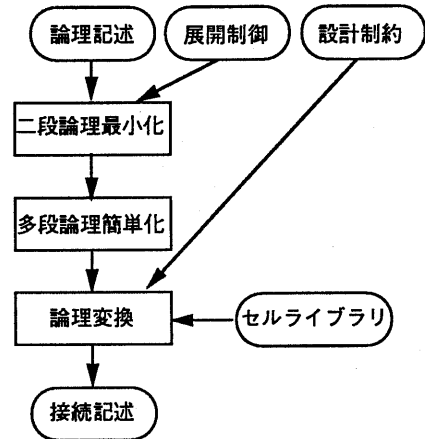 論理記述
展開制御
設計制約
二段論理最小化
多段論理簡単化
論理変換
セルライブラリ
接続記述